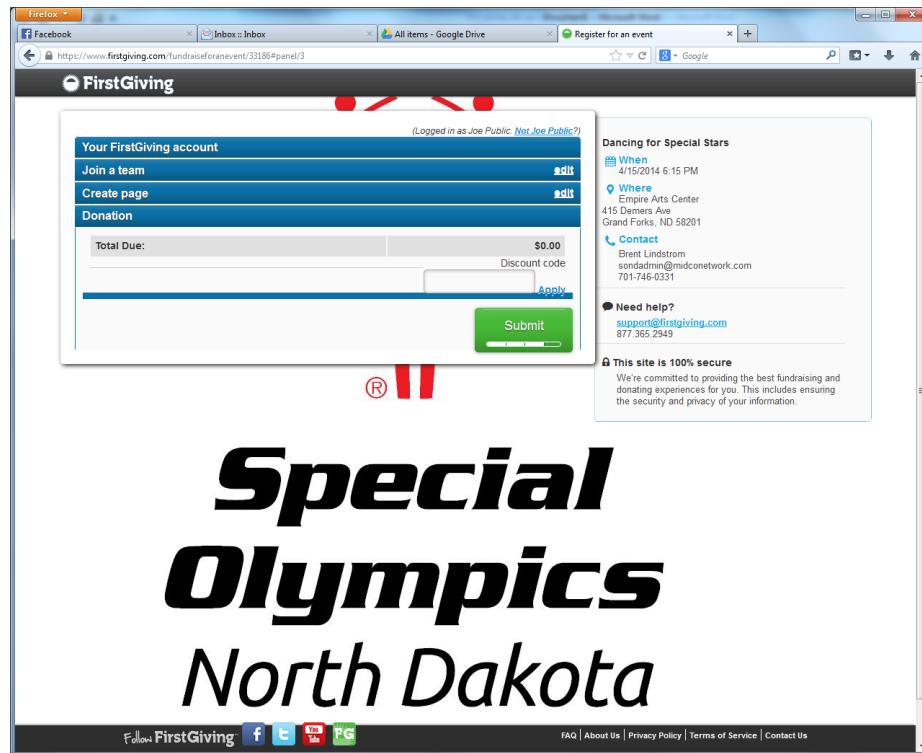 Firefox
Facebook
Inbox :: Inbox
All items - Google Drive
Register for an event
https://www.firstgiving.com/fundraiseforanevent/33186#panel/3
Google
FirstGiving
(Logged in as Joe Public. Not Joe Public?)
Your FirstGiving account
Join a team edit
Create page edit
Donation
Total Due: $0.00
Discount code
Apply
Submit
Dancing for Special Stars
When
4/15/2014 6:15 PM
Where
Empire Arts Center
415 Demers Ave
Grand Forks, ND 58201
Contact
Brent Lindstrom
sondadmin@midconetwork.com
701-746-0331
Need help?
support@firstgiving.com
877.365.2949
This site is 100% secure
We're committed to providing the best fundraising and
donating experiences for you. This includes ensuring
the security and privacy of your information.
®
Special
Olympics
North Dakota
Follow FirstGiving
You
Tube
FG
FAQ | About Us | Privacy Policy | Terms of Service | Contact Us